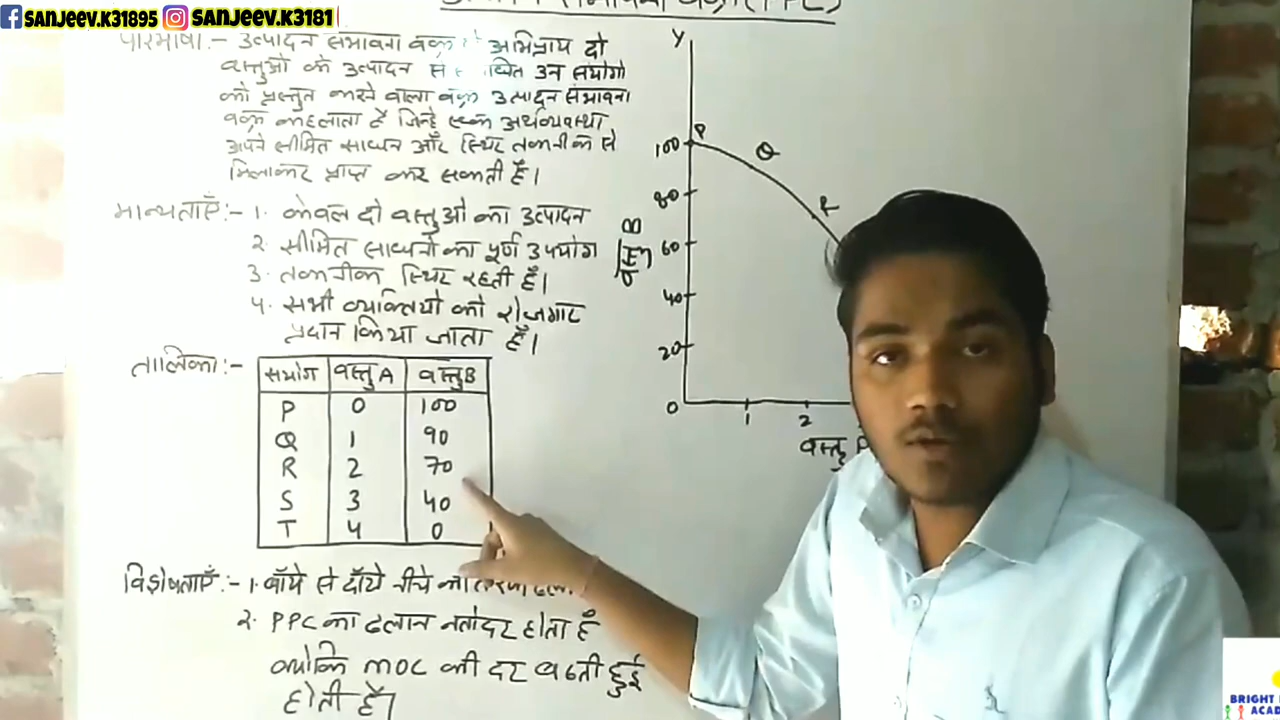 SANJEEV.K31895 SANJEEV.K3181
परिभाषा:- उत्पादन संभावना वक्र से अभिप्राय दो
वस्तुओ के उत्पादन उन संयोगो
को प्रस्तुत करने वाला वक्र उत्पादन संभावना
वक्र कहलाता है जिन्हे एक अर्थव्यवस्था
अपने सीमित साधन और स्थिर तकनीक से
मिलाकर प्राप्त कर सकती है।
मान्यताएँ:- 1. केवल दो वस्तुओ का उत्पादन
2. सीमित साधनो का पूर्ण उपयोग
3. तकनीक स्थिर रहती है।
4. सभी व्यक्तियो को रोजगार
प्रदान किया जाता है।
तालिका:-
संयोग वस्तु A वस्तु B
P 0 100
Q 1 90
R 2 70
S 3 40
T 4 0
विशेषताएँ:- 1. बाँये से दाँये नीचे की
2. PPC का ढलान नतोदर होता है
क्योकि MOC की दर बढती हुई
होती है।
Y
P
100
Q
80
R
60
वस्तु B
40
20
0 1 2
वस्तु
BRIGHT
ACAD